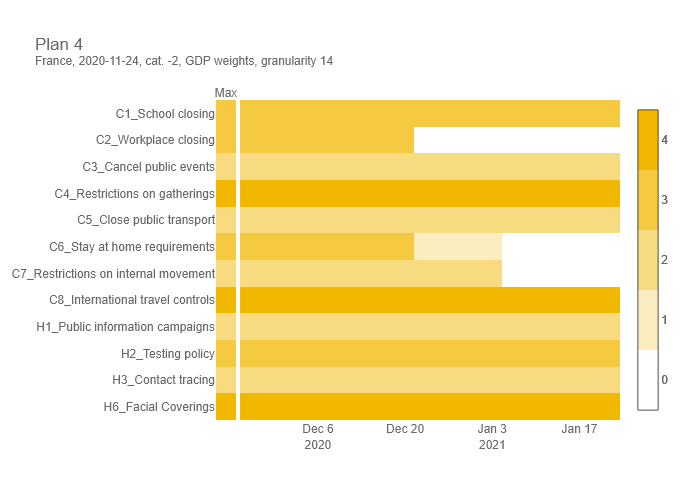 Plan 4
France, 2020-11-24, cat. -2, GDP weights, granularity 14
Max
C1_School closing
C2_Workplace closing
C3_Cancel public events
C4_Restrictions on gatherings
C5_Close public transport
C6_Stay at home requirements
C7_Restrictions on internal movement
C8_International travel controls
H1_Public information campaigns
H2_Testing policy
H3_Contact tracing
H6_Facial Coverings
4
3
2
1
0
Dec 6 Dec 20 Jan 3 Jan 17
2020 2021